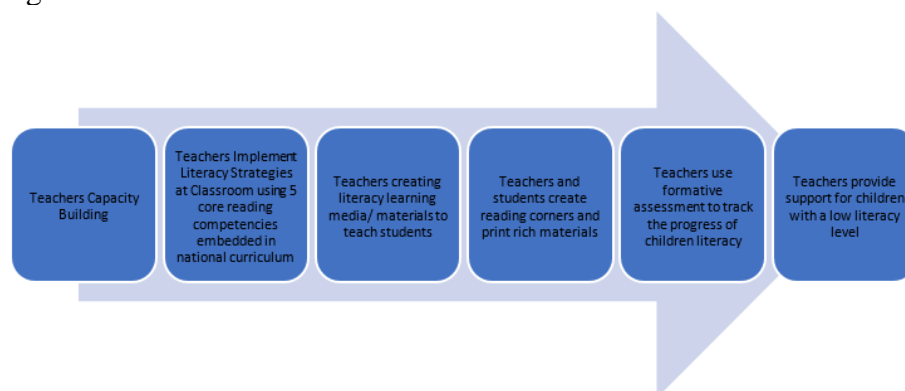 Teachers Capacity
Building
Teachers Implement
Literacy Strategies
at Classroom using 5
core reading
competencies
embedded in
national curriculum
Teachers creating
literacy learning
media/ materials to
teach students
Teachers and
students create
reading corners and
print rich materials
Teachers use
formative
assessment to track
the progress of
children literacy
Teachers provide
support for children
with a low literacy
level